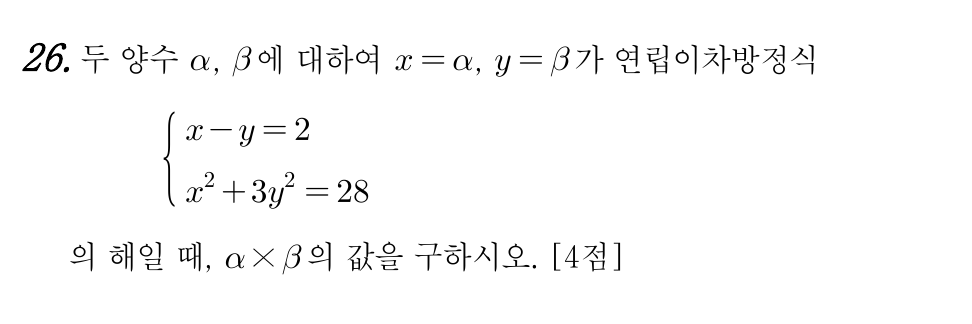 26. 두 양수 α, β에 대하여 x=α, y=β가 연립이차방정식
x-y=2
x²+3y²=28
의 해일 때, α×β의 값을 구하시오. [4점]